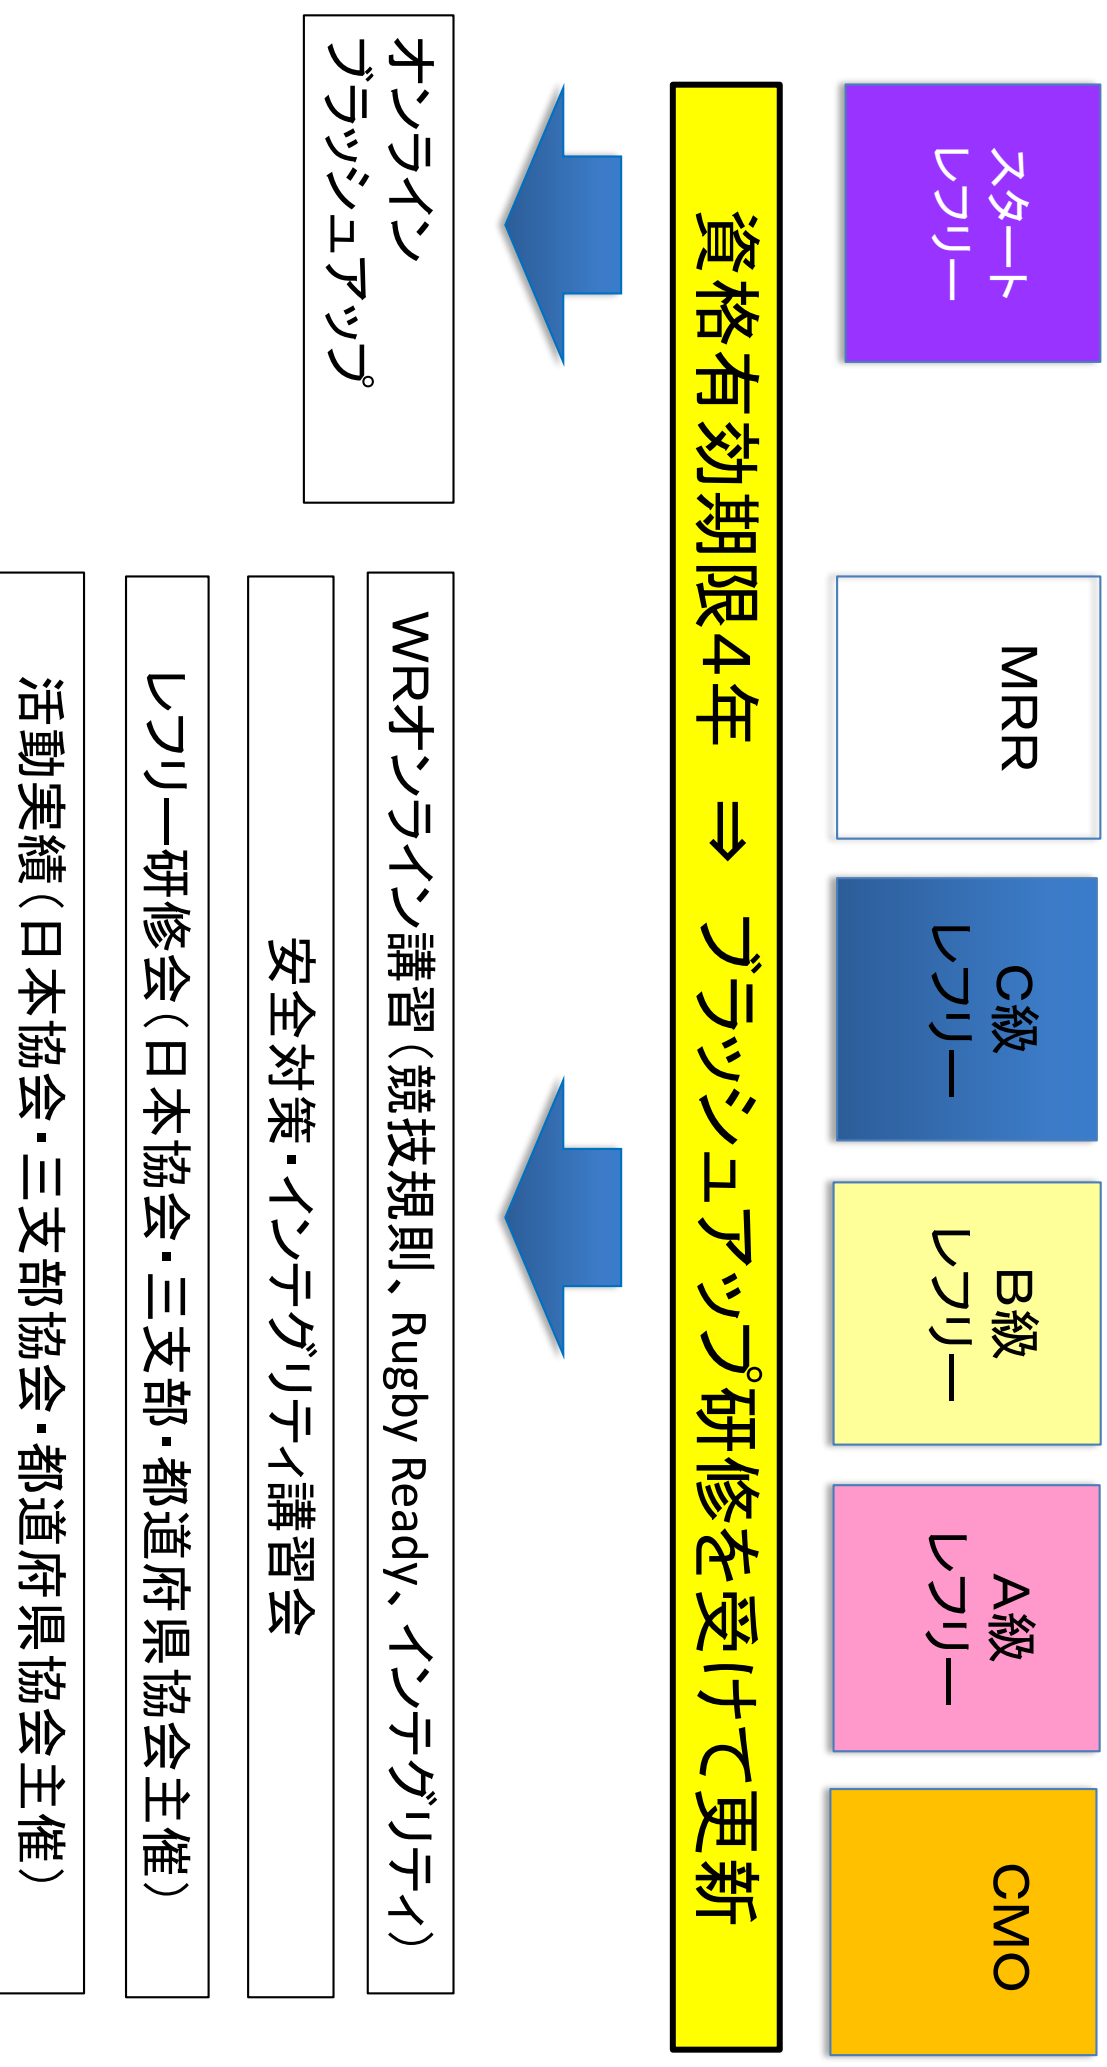 スタート
レフリー
MRR
C級
レフリー
B級
レフリー
A級
レフリー
CMO
資格有効期限4年 ⇒ ブラッシュアップ研修を受けて更新
オンライン
ブラッシュアップ
WRオンライン講習（競技規則、Rugby Ready、インテグリティ）
安全対策・インテグリティ講習会
レフリー研修会（日本協会・三支部・都道府県協会主催）
活動実績（日本協会・三支部協会・都道府県協会主催）